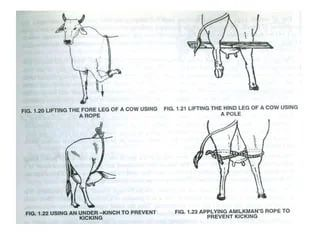 FIG. 1.20 LIFTING THE FORE LEG OF A COW USING
A ROPE
FIG. 1.21 LIFTING THE HIND LEG OF A COW USING
A POLE
FIG. 1.22 USING AN UNDER –KINCH TO PREVENT
KICKING
FIG. 1.23 APPLYING AMILKMAN'S ROPE TO
PREVENT KICKING